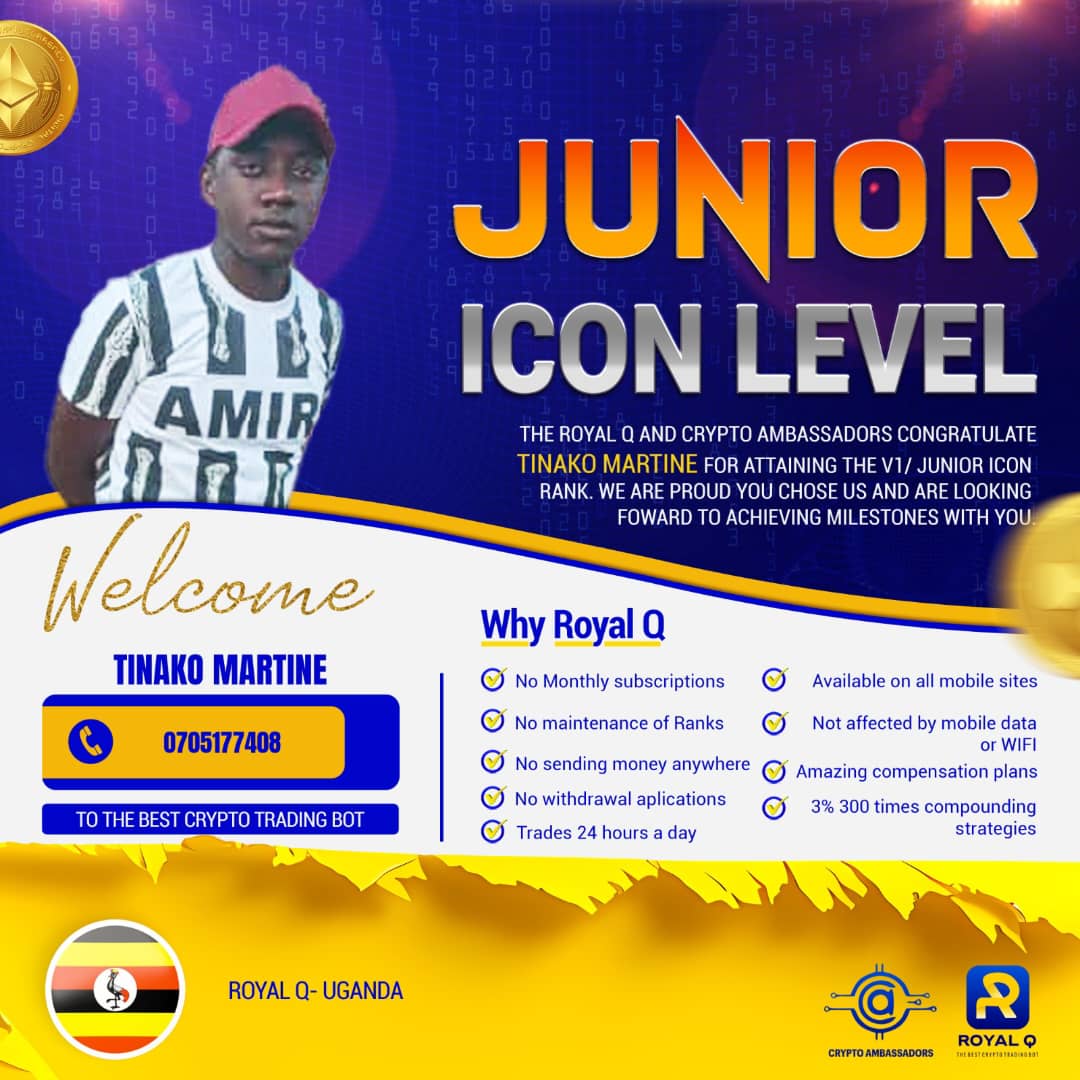 JUNIOR
ICON LEVEL
THE ROYAL Q AND CRYPTO AMBASSADORS CONGRATULATE
TINAKO MARTINE FOR ATTAINING THE V1/ JUNIOR ICON
RANK. WE ARE PROUD YOU CHOSE US AND ARE LOOKING
FOWARD TO ACHIEVING MILESTONES WITH YOU.
AMIR
Welcome
TINAKO MARTINE
0705177408
TO THE BEST CRYPTO TRADING BOT
Why Royal Q
No Monthly subscriptions
No maintenance of Ranks
No sending money anywhere
No withdrawal aplications
Trades 24 hours a day
Available on all mobile sites
Not affected by mobile data
or WIFI
Amazing compensation plans
3% 300 times compounding
strategies
ROYAL Q- UGANDA
CRYPTO AMBASSADORS
ROYAL Q
THE BEST CRYPTO TRADING BOT